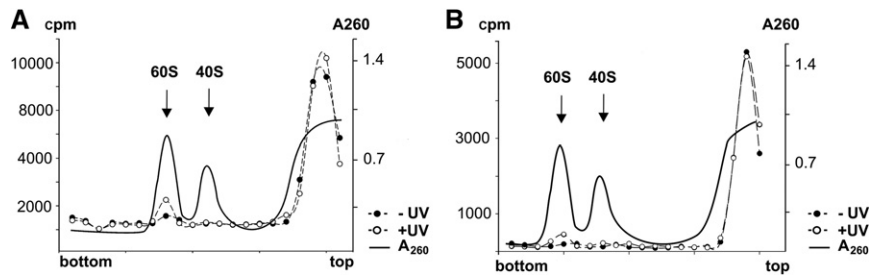 A
cpm
A260
10000
8000
6000
4000
2000
1.4
0.7
60S
40S
- UV
+UV
A260
bottom
top
B
cpm
A260
5000
3000
1000
1.4
0.7
60S
40S
- UV
+UV
A260
bottom
top